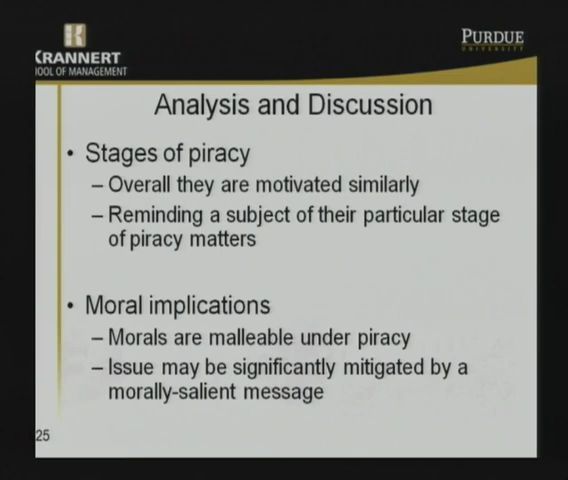 KRANNERT
OOL OF MANAGEMENT
PURDUE
UNIVERSITY
Analysis and Discussion
• Stages of piracy
– Overall they are motivated similarly
– Reminding a subject of their particular stage
of piracy matters
• Moral implications
– Morals are malleable under piracy
– Issue may be significantly mitigated by a
morally-salient message
25